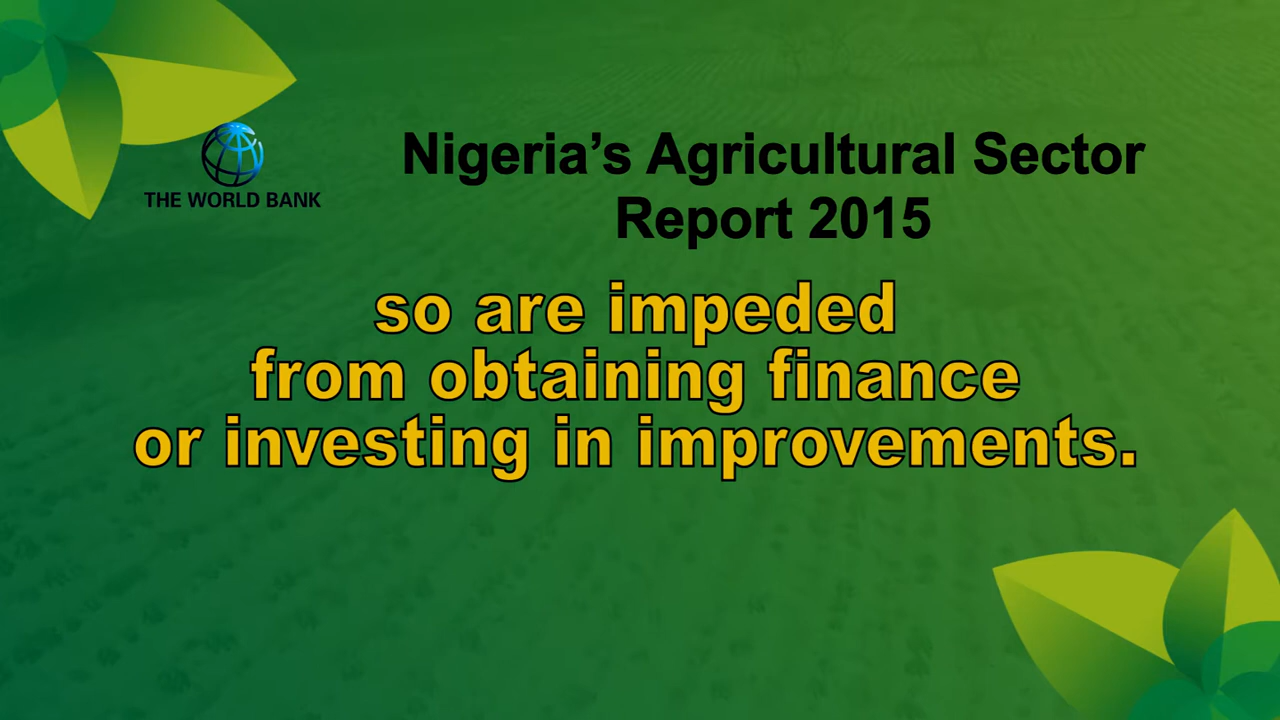 THE WORLD BANK
Nigeria’s Agricultural Sector
Report 2015
so are impeded
from obtaining finance
or investing in improvements.